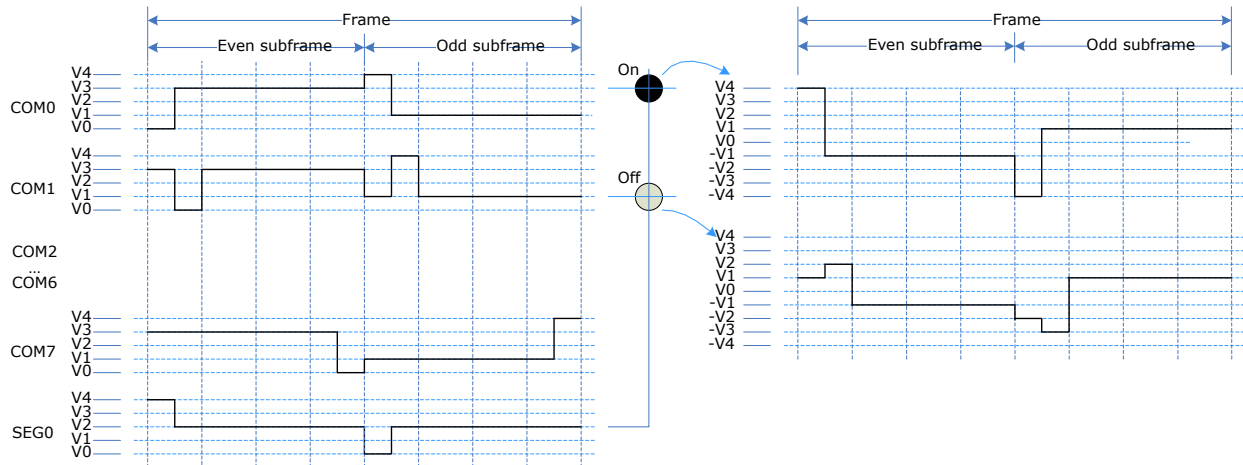 Frame
Even subframe
Odd subframe
COM0
V4
V3
V2
V1
V0
COM1
V4
V3
V2
V1
V0
COM2
...
COM6
COM7
V4
V3
V2
V1
V0
SEG0
V4
V3
V2
V1
V0
On
Off
Frame
Even subframe
Odd subframe
V4
V3
V2
V1
V0
-V1
-V2
-V3
-V4
V4
V3
V2
V1
V0
-V1
-V2
-V3
-V4